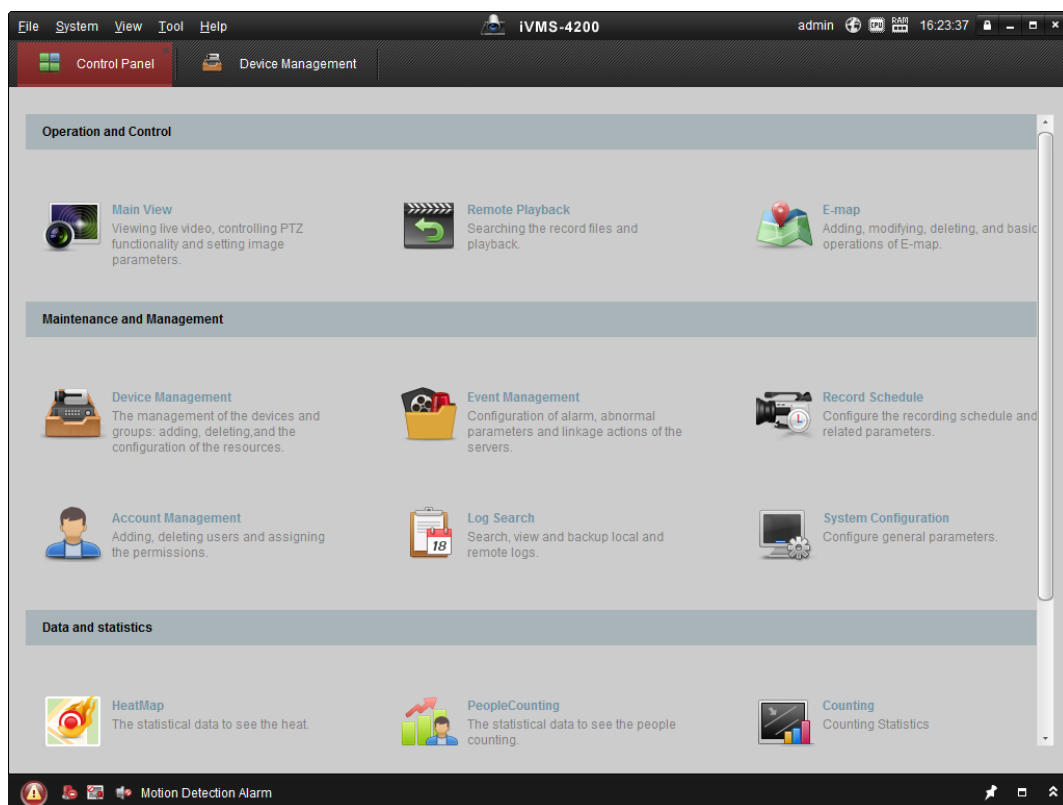 File System View Tool Help iVMS-4200 admin CPU RAM 16:23:37
Control Panel Device Management
Operation and Control
Main View
Viewing live video, controlling PTZ
functionality and setting image
parameters.
Remote Playback
Searching the record files and
playback.
E-map
Adding, modifying, deleting, and basic
operations of E-map.
Maintenance and Management
Device Management
The management of the devices and
groups: adding, deleting,and the
configuration of the resources.
Event Management
Configuration of alarm, abnormal
parameters and linkage actions of the
servers.
Record Schedule
Configure the recording schedule and
related parameters.
Account Management
Adding, deleting users and assigning
the permissions.
Log Search
Search, view and backup local and
remote logs.
18
System Configuration
Configure general parameters.
Data and statistics
HeatMap
The statistical data to see the heat.
PeopleCounting
The statistical data to see the people
counting.
Counting
Counting Statistics
Motion Detection Alarm